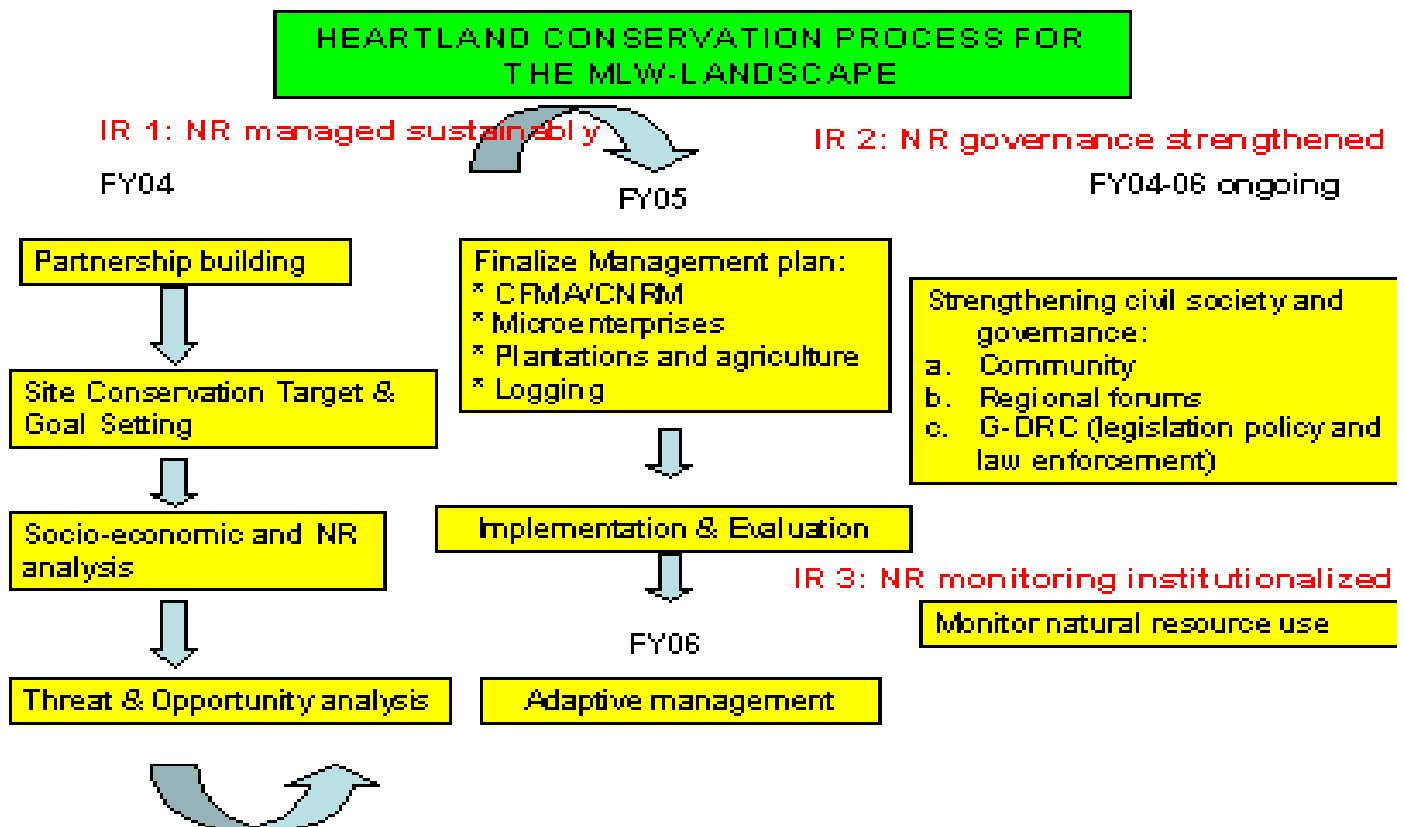 HEARTLAND CONSERVATION PROCESS FOR
THE MLW-LANDSCAPE
IR 1: NR managed sustainably
FY04
Partnership building
Site Conservation Target &
Goal Setting
Socio-economic and NR
analysis
Threat & Opportunity analysis
FY05
Finalize Management plan:
* CFMA/CNRM
* Microenterprises
* Plantations and agriculture
* Logging
Implementation & Evaluation
FY06
Adaptive management
IR 2: NR governance strengthened
FY04-06 ongoing
Strengthening civil society and
governance:
a. Community
b. Regional forums
c. G-DRC (legislation policy and
law enforcement)
IR 3: NR monitoring institutionalized
Monitor natural resource use